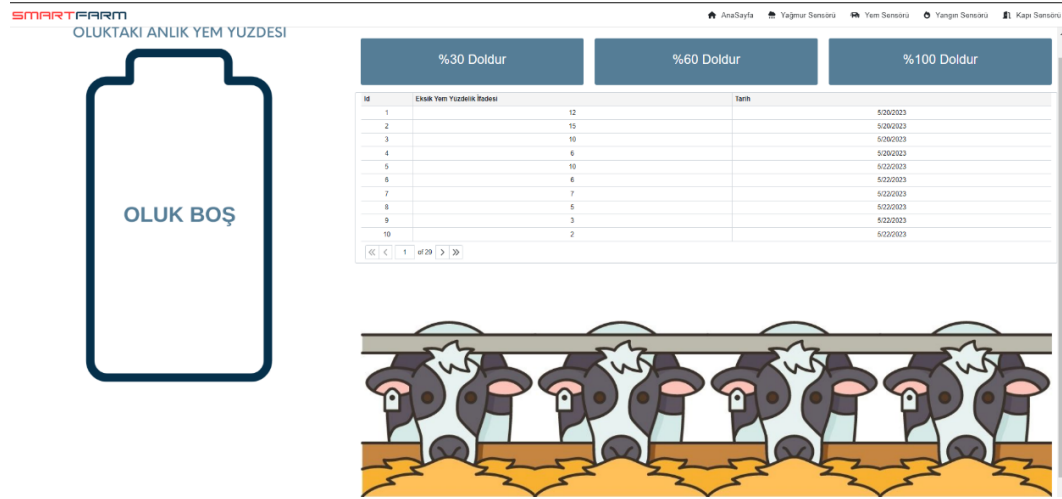 SMARTFARM
AnaSayfa Yağmur Sensörü Yem Sensörü Yangın Sensörü Kapı Sensörü
OLUKTAKİ ANLIK YEM YÜZDESİ
OLUK BOŞ
%30 Doldur %60 Doldur %100 Doldur
Id Eksik Yem Yüzdelik İfadesi Tarih
1 12 5/20/2023
2 15 5/20/2023
3 10 5/20/2023
4 6 5/20/2023
5 10 5/22/2023
6 6 5/22/2023
7 7 5/22/2023
8 5 5/22/2023
9 3 5/22/2023
10 2 5/22/2023
1 of 29